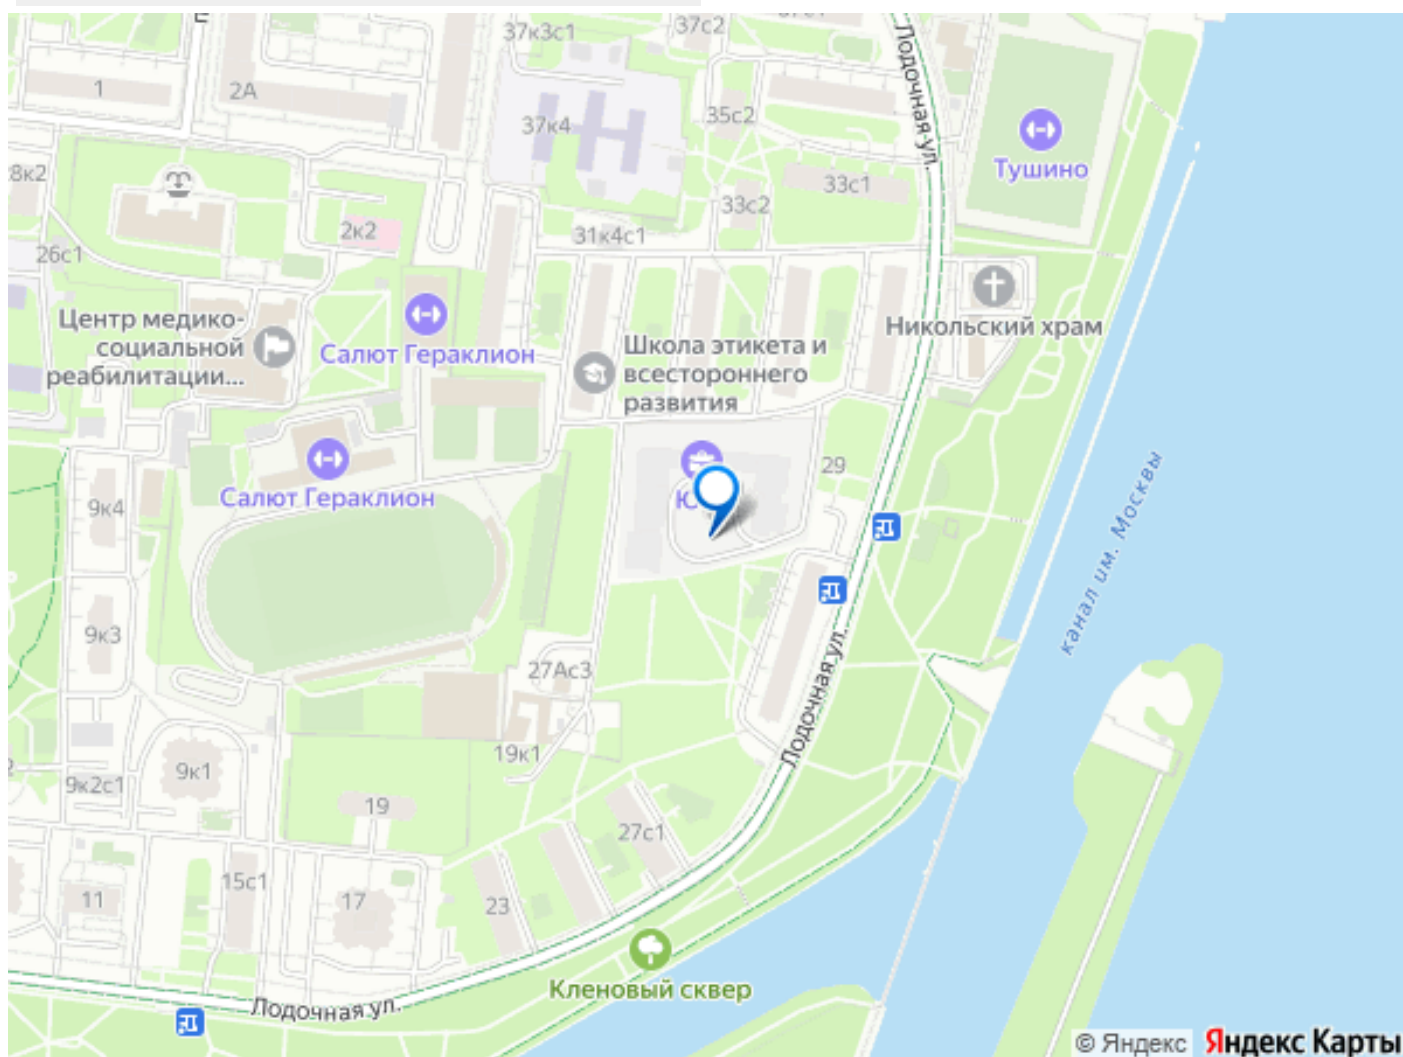 37к3с1
37с2
Лодочная ул.
1
2А
35с2
37к4
Тушино
8к2
33с1
33с2
2к2
31к4с1
26с1
Центр медико-
социальной
реабилитации...
Салют Гераклион
Никольский храм
Школа этикета и
всестороннего
развития
29
Салют Гераклион
9к4
канал им. Москвы
9к3
27Ас3
Лодочная ул.
19к1
9к1
9к2с1
19
27с1
15с1
11
17
23
Кленовый сквер
Лодочная ул.
© Яндекс Яндекс Карты